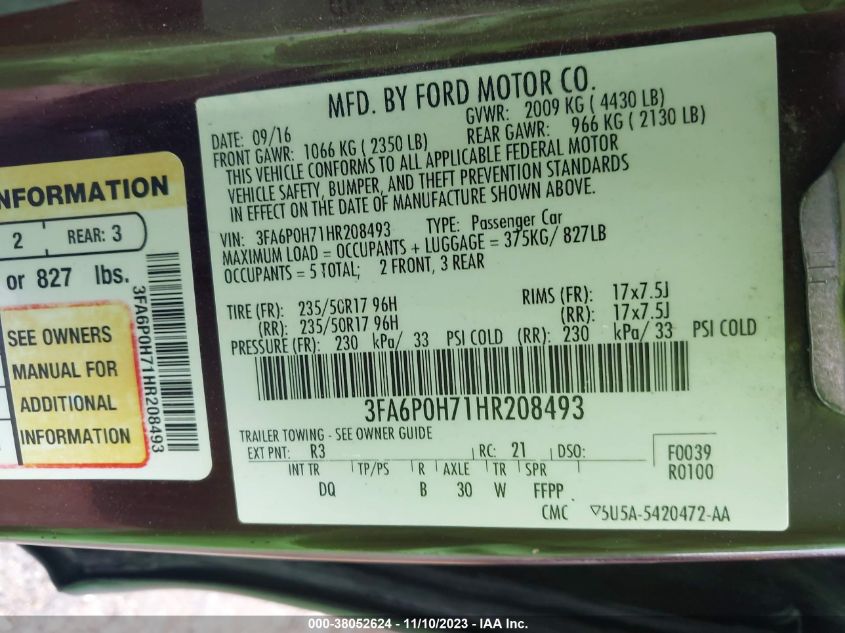 MFD. BY FORD MOTOR CO.
DATE: 09/16 GVWR: 2009 KG ( 4430 LB)
FRONT GAWR: 1066 KG ( 2350 LB) REAR GAWR: 966 KG ( 2130 LB)
THIS VEHICLE CONFORMS TO ALL APPLICABLE FEDERAL MOTOR
VEHICLE SAFETY, BUMPER, AND THEFT PREVENTION STANDARDS
IN EFFECT ON THE DATE OF MANUFACTURE SHOWN ABOVE.
VIN: 3FA6P0H71HR208493 TYPE: Passenger Car
MAXIMUM LOAD = OCCUPANTS + LUGGAGE = 375KG/ 827LB
OCCUPANTS = 5 TOTAL; 2 FRONT, 3 REAR
TIRE (FR): 235/50R17 96H RIMS (FR): 17x7.5J
(RR): 235/50R17 96H (RR): 17x7.5J
PRESSURE (FR): 230 kPa/ 33 PSI COLD (RR): 230 kPa/ 33 PSI COLD
3FA6P0H71HR208493
TRAILER TOWING - SEE OWNER GUIDE
EXT PNT: R3 RC: 21 DSO: F0039
R0100
INT TR TP/PS R AXLE TR SPR
DQ B 30 W FFPP
CMC ▽5U5A-5420472-AA
INFORMATION
2 REAR: 3
or 827 lbs.
SEE OWNERS
MANUAL FOR
ADDITIONAL
INFORMATION
3FA6P0H71HR208493
000-38052624 - 11/10/2023 - IAA Inc.